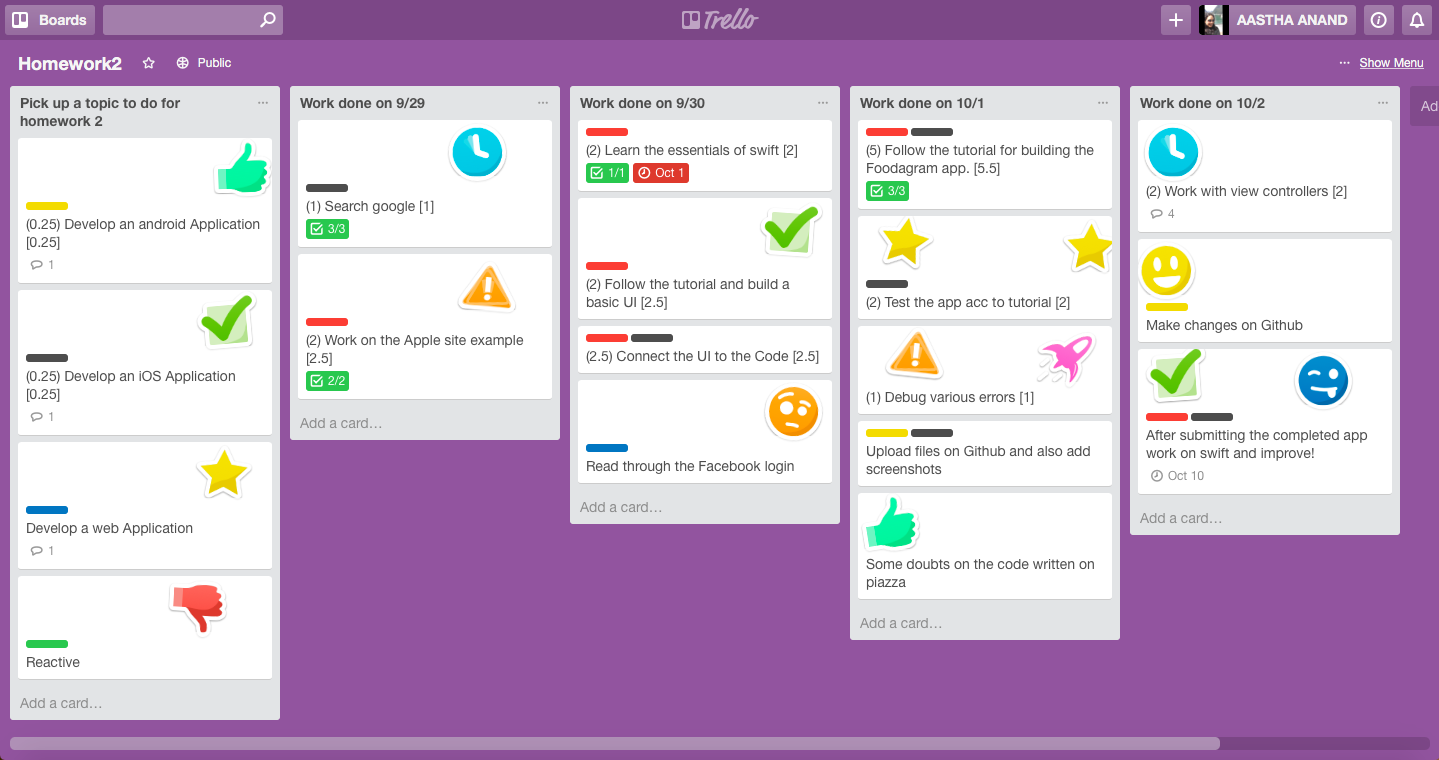 Boards
Trello
AASTHA ANAND
Homework2
Public
... Show Menu
Pick up a topic to do for
homework 2
(0.25) Develop an android Application
[0.25]
1
(0.25) Develop an iOS Application
[0.25]
1
Develop a web Application
1
Reactive
Add a card…
Work done on 9/29
(1) Search google [1]
3/3
(2) Work on the Apple site example
[2.5]
2/2
Add a card…
Work done on 9/30
(2) Learn the essentials of swift [2]
1/1 Oct 1
(2) Follow the tutorial and build a
basic UI [2.5]
(2.5) Connect the UI to the Code [2.5]
Read through the Facebook login
Add a card…
Work done on 10/1
(5) Follow the tutorial for building the
Foodagram app. [5.5]
3/3
(2) Test the app acc to tutorial [2]
(1) Debug various errors [1]
Upload files on Github and also add
screenshots
Some doubts on the code written on
piazza
Add a card…
Work done on 10/2
(2) Work with view controllers [2]
4
Make changes on Github
After submitting the completed app
work on swift and improve!
Oct 10
Add a card…
Ad